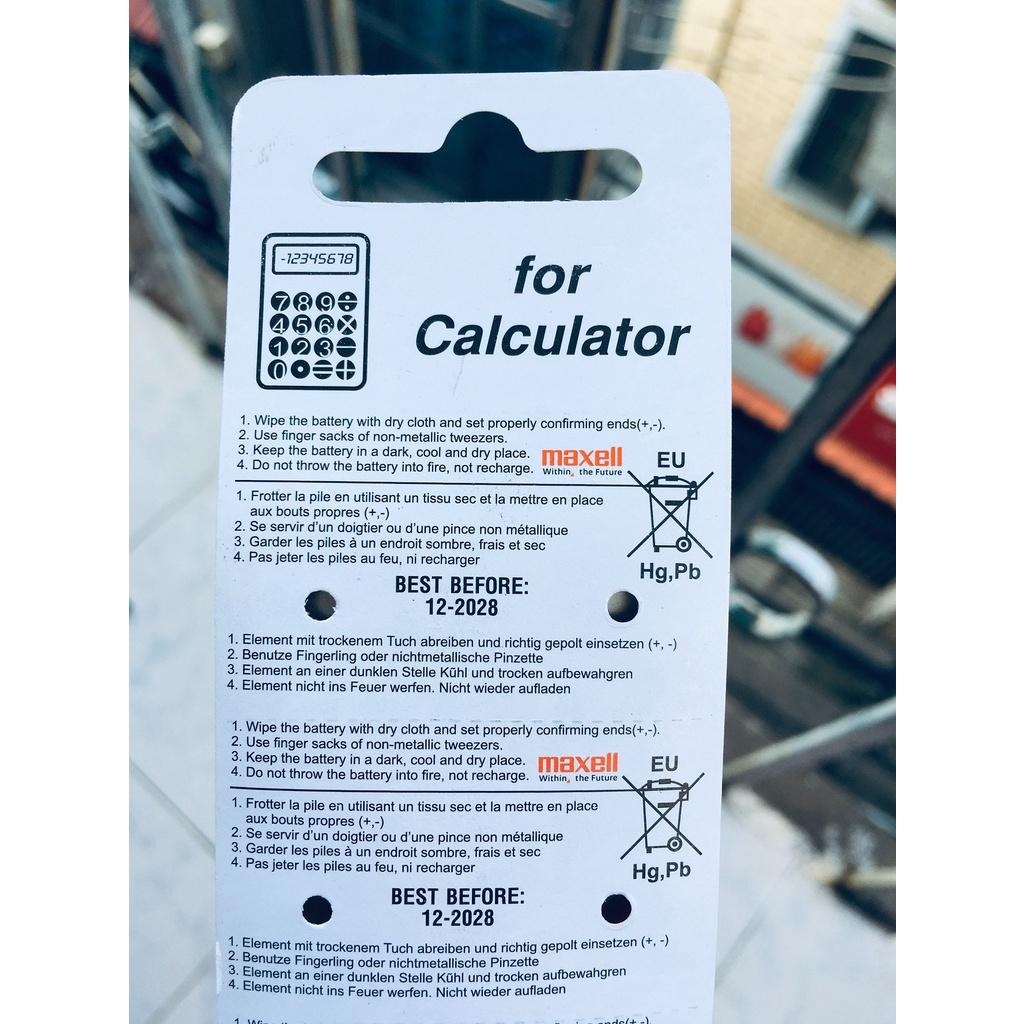 -12345678
7 8 9 ÷
4 5 6 ×
1 2 3 −
0 • = +
for
Calculator
1. Wipe the battery with dry cloth and set properly confirming ends(+,-).
2. Use finger sacks of non-metallic tweezers.
3. Keep the battery in a dark, cool and dry place.
4. Do not throw the battery into fire, not recharge.
maxell
Within, the Future
EU
1. Frotter la pile en utilisant un tissu sec et la mettre en place
aux bouts propres (+,-)
2. Se servir d'un doigtier ou d'une pince non métallique
3. Garder les piles à un endroit sombre, frais et sec
4. Pas jeter les piles au feu, ni recharger
Hg,Pb
BEST BEFORE:
12-2028
1. Element mit trockenem Tuch abreiben und richtig gepolt einsetzen (+, -)
2. Benutze Fingerling oder nichtmetallische Pinzette
3. Element an einer dunklen Stelle Kűhl und trocken aufbewahgren
4. Element nicht ins Feuer werfen. Nicht wieder aufladen
1. Wipe the battery with dry cloth and set properly confirming ends(+,-).
2. Use finger sacks of non-metallic tweezers.
3. Keep the battery in a dark, cool and dry place.
4. Do not throw the battery into fire, not recharge.
maxell
Within, the Future
EU
1. Frotter la pile en utilisant un tissu sec et la mettre en place
aux bouts propres (+,-)
2. Se servir d'un doigtier ou d'une pince non métallique
3. Garder les piles à un endroit sombre, frais et sec
4. Pas jeter les piles au feu, ni recharger
Hg,Pb
BEST BEFORE:
12-2028
1. Element mit trockenem Tuch abreiben und richtig gepolt einsetzen (+, -)
2. Benutze Fingerling oder nichtmetallische Pinzette
3. Element an einer dunklen Stelle Kűhl und trocken aufbewahgren
4. Element nicht ins Feuer werfen. Nicht wieder aufladen